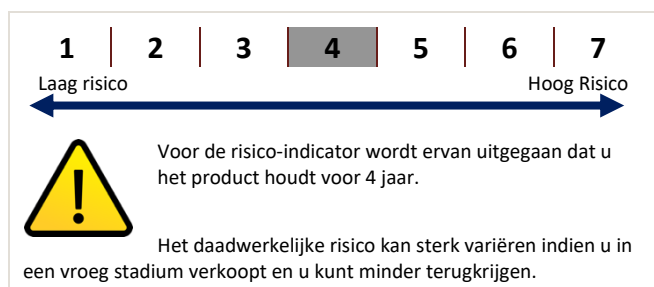 1 2 3 4 5 6 7
Laag risico Hoog Risico
Voor de risico-indicator wordt ervan uitgegaan dat u
het product houdt voor 4 jaar.
Het daadwerkelijke risico kan sterk variëren indien u in
een vroeg stadium verkoopt en u kunt minder terugkrijgen.